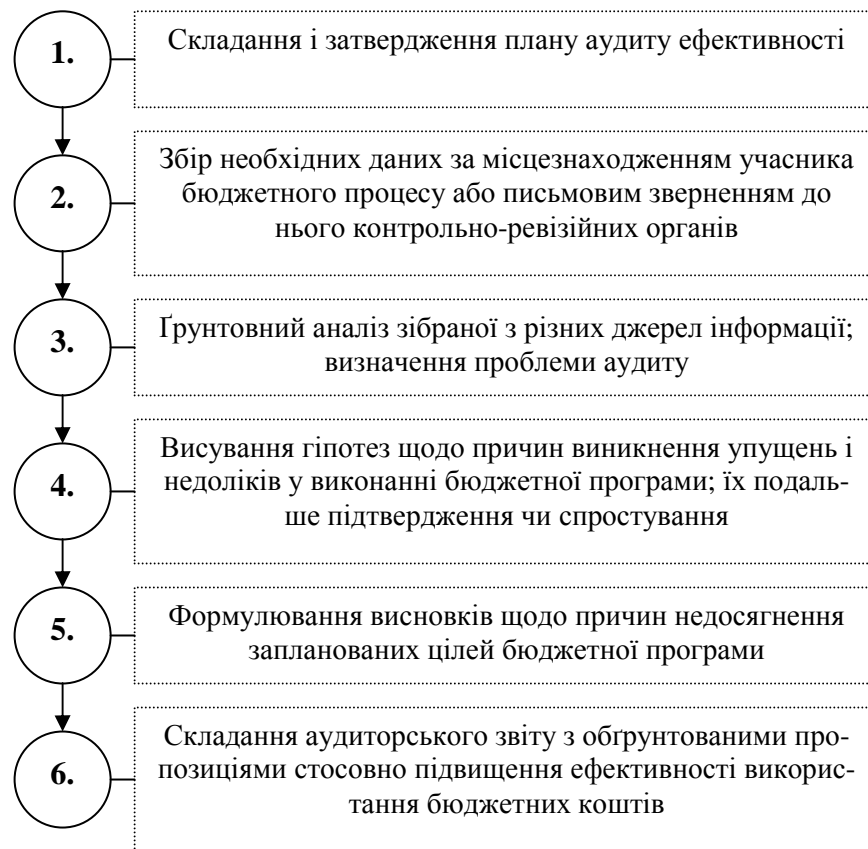 1.
Складання і затвердження плану аудиту ефективності
2.
Збір необхідних даних за місцезнаходженням учасника
бюджетного процесу або письмовим зверненням до
нього контрольно-ревізійних органів
3.
Ґрунтовний аналіз зібраної з різних джерел інформації;
визначення проблеми аудиту
4.
Висування гіпотез щодо причин виникнення упущень і
недоліків у виконанні бюджетної програми; їх подаль-
ше підтвердження чи спростування
5.
Формулювання висновків щодо причин недосягнення
запланованих цілей бюджетної програми
6.
Складання аудиторського звіту з обґрунтованими про-
позиціями стосовно підвищення ефективності викорис-
тання бюджетних коштів